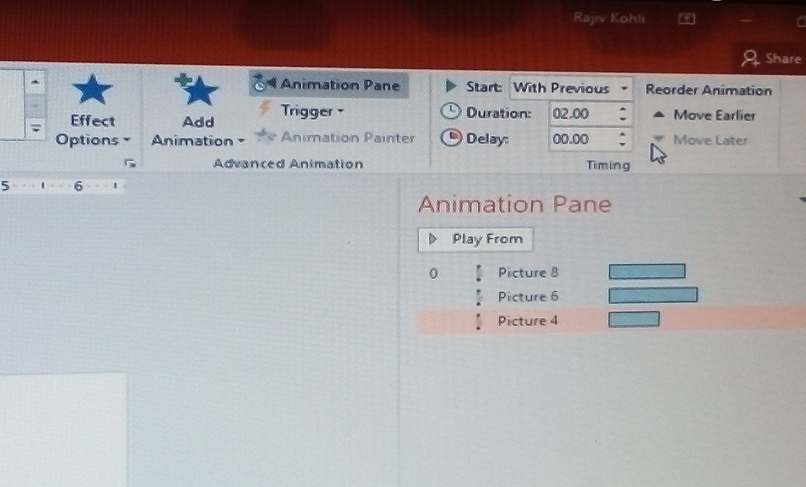 Rajiv Kohli
Share
Animation Pane
Start: With Previous
Reorder Animation
Effect Options
Add Animation
Trigger
Duration: 02.00
Move Earlier
Animation Painter
Delay: 00.00
Move Later
Advanced Animation
Timing
5 6
Animation Pane
Play From
0 Picture 8
Picture 6
Picture 4